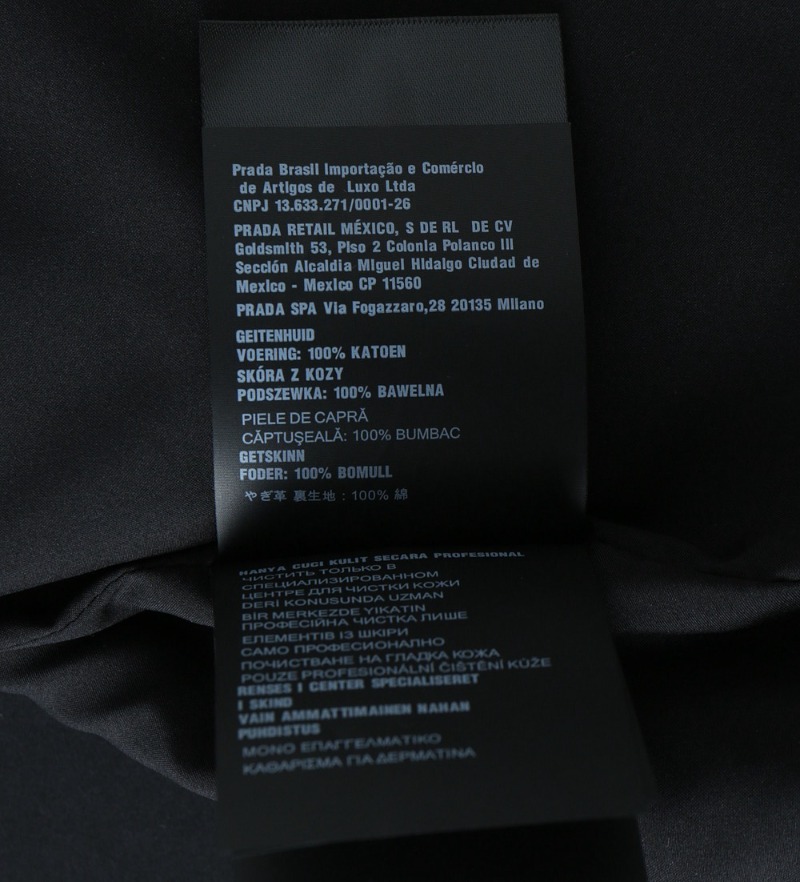 Prada Brasil Importação e Comércio
de Artigos de Luxo Ltda
CNPJ 13.633.271/0001-26
PRADA RETAIL MÉXICO, S DE RL DE CV
Goldsmith 53, Piso 2 Colonia Polanco III
Sección Alcaldia Miguel Hidalgo Ciudad de
Mexico - Mexico CP 11560
PRADA SPA Via Fogazzaro,28 20135 Milano
GEITENHUID
VOERING: 100% KATOEN
SKÓRA Z KOZY
PODSZEWKA: 100% BAWELNA
PIELE DE CAPRĂ
CĂPTUŞEALĂ: 100% BUMBAC
GETSKINN
FODER: 100% BOMULL
やぎ革 裏生地 : 100% 綿
HANYA CUCI KULIT SECARA PROFESIONAL
ЧИСТИТЬ ТОЛЬКО В
СПЕЦИАЛИЗИРОВАННОМ
ЦЕНТРЕ ДЛЯ ЧИСТКИ КОЖИ
DERİ KONUSUNDA UZMAN
BİR MERKEZDE YIKATIN
ПРОФЕСІЙНА ЧИСТКА ЛИШЕ
ЕЛЕМЕНТІВ ІЗ ШКІРИ
САМО ПРОФЕСИОНАЛНО
ПОЧИСТВАНЕ НА ГЛАДКА КОЖА
POUZE PROFESIONÁLNÍ ČIŠTĚNÍ KŮŽE
RENSES I CENTER SPECIALISERET
I SKIND
VAIN AMMATTIMAINEN NAHAN
PUHDISTUS
ΜΟΝΟ ΕΠΑΓΓΕΛΜΑΤΙΚΟ
ΚΑΘΑΡΙΣΜΑ ΓΙΑ ΔΕΡΜΑΤΙΝΑ